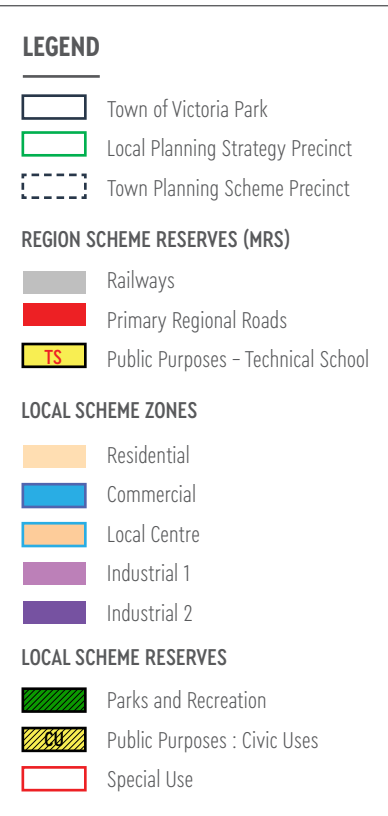 LEGEND
Town of Victoria Park
Local Planning Strategy Precinct
Town Planning Scheme Precinct
REGION SCHEME RESERVES (MRS)
Railways
Primary Regional Roads
TS Public Purposes – Technical School
LOCAL SCHEME ZONES
Residential
Commercial
Local Centre
Industrial 1
Industrial 2
LOCAL SCHEME RESERVES
Parks and Recreation
CU Public Purposes : Civic Uses
Special Use